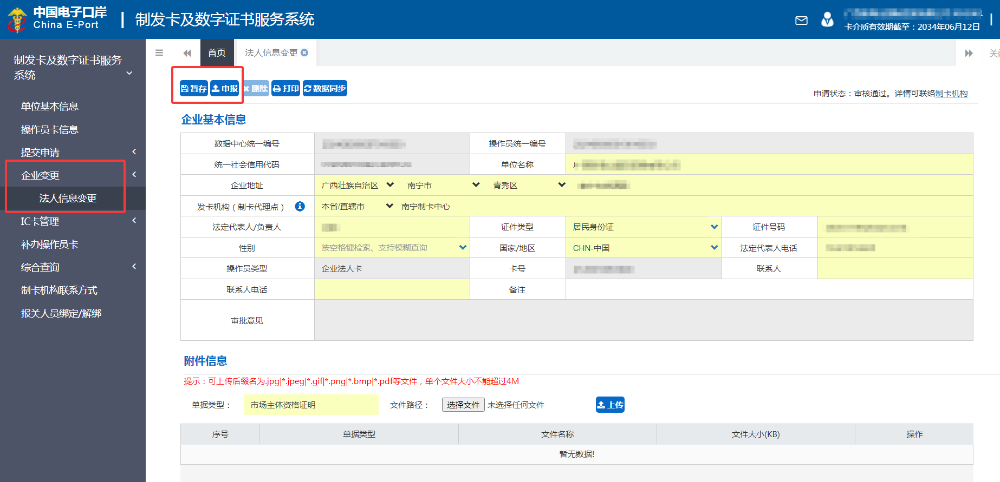 中国电子口岸
China E-Port
制发卡及数字证书服务系统
卡介质有效期截至：2034年06月12日
制发卡及数字证书服务
系统
单位基本信息
操作员卡信息
提交申请
企业变更
法人信息变更
IC卡管理
补办操作员卡
综合查询
制卡机构联系方式
报关人员绑定/解绑
首页
法人信息变更
暂存 申报 删除 打印 数据同步
申请状态：审核通过。详情可联络制卡机构
企业基本信息
数据中心统一编号 操作员统一编号
统一社会信用代码 单位名称
企业地址 广西壮族自治区 南宁市 青秀区
发卡机构（制卡代理点） 本省/直辖市 南宁制卡中心
法定代表人/负责人 证件类型 居民身份证 证件号码
性别 按空格键检索、支持模糊查询 国家/地区 CHN-中国 法定代表人电话
操作员类型 企业法人卡 卡号 联系人
联系人电话 备注
审批意见
附件信息
提示：可上传后缀名为.jpg|*.jpeg|*.gif|*.png|*.bmp|*.pdf等文件，单个文件大小不能超过4M
单据类型： 市场主体资格证明 文件路径： 选择文件 未选择任何文件 上传
序号 单据类型 文件名称 文件大小(KB) 操作
暂无数据!